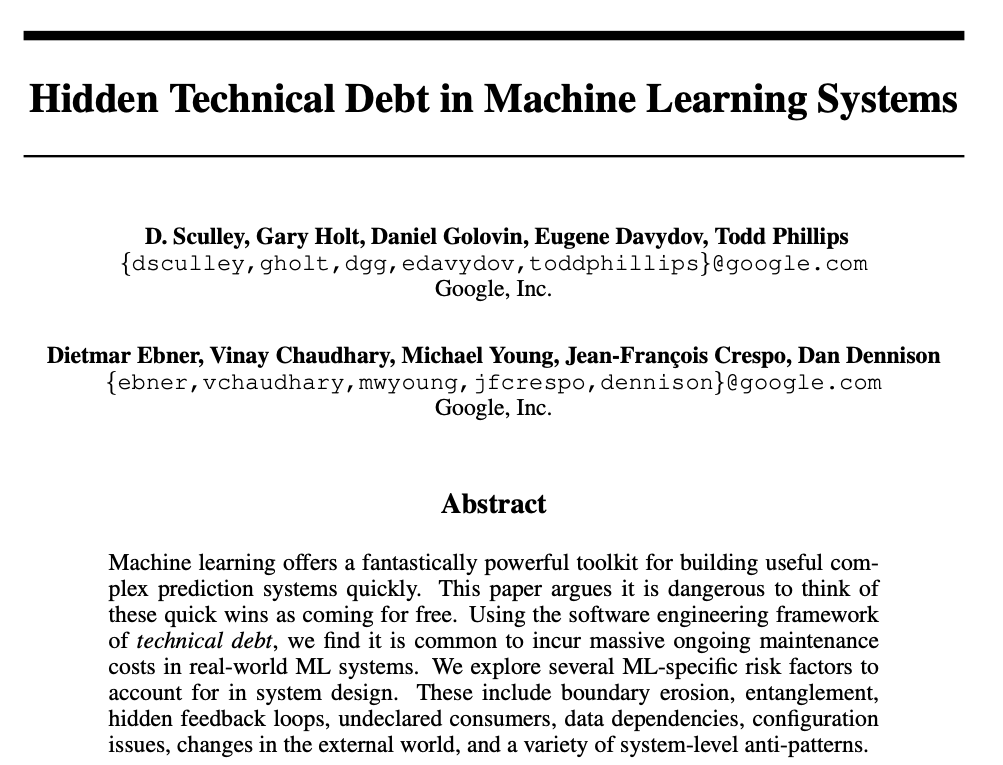 Hidden Technical Debt in Machine Learning Systems
D. Sculley, Gary Holt, Daniel Golovin, Eugene Davydov, Todd Phillips
{dsculley,gholt,dgg,edavydov,toddphillips}@google.com
Google, Inc.
Dietmar Ebner, Vinay Chaudhary, Michael Young, Jean-François Crespo, Dan Dennison
{ebner,vchaudhary,mwyoung,jfcrespo,dennison}@google.com
Google, Inc.
Abstract
Machine learning offers a fantastically powerful toolkit for building useful com-
plex prediction systems quickly. This paper argues it is dangerous to think of
these quick wins as coming for free. Using the software engineering framework
of technical debt, we find it is common to incur massive ongoing maintenance
costs in real-world ML systems. We explore several ML-specific risk factors to
account for in system design. These include boundary erosion, entanglement,
hidden feedback loops, undeclared consumers, data dependencies, configuration
issues, changes in the external world, and a variety of system-level anti-patterns.